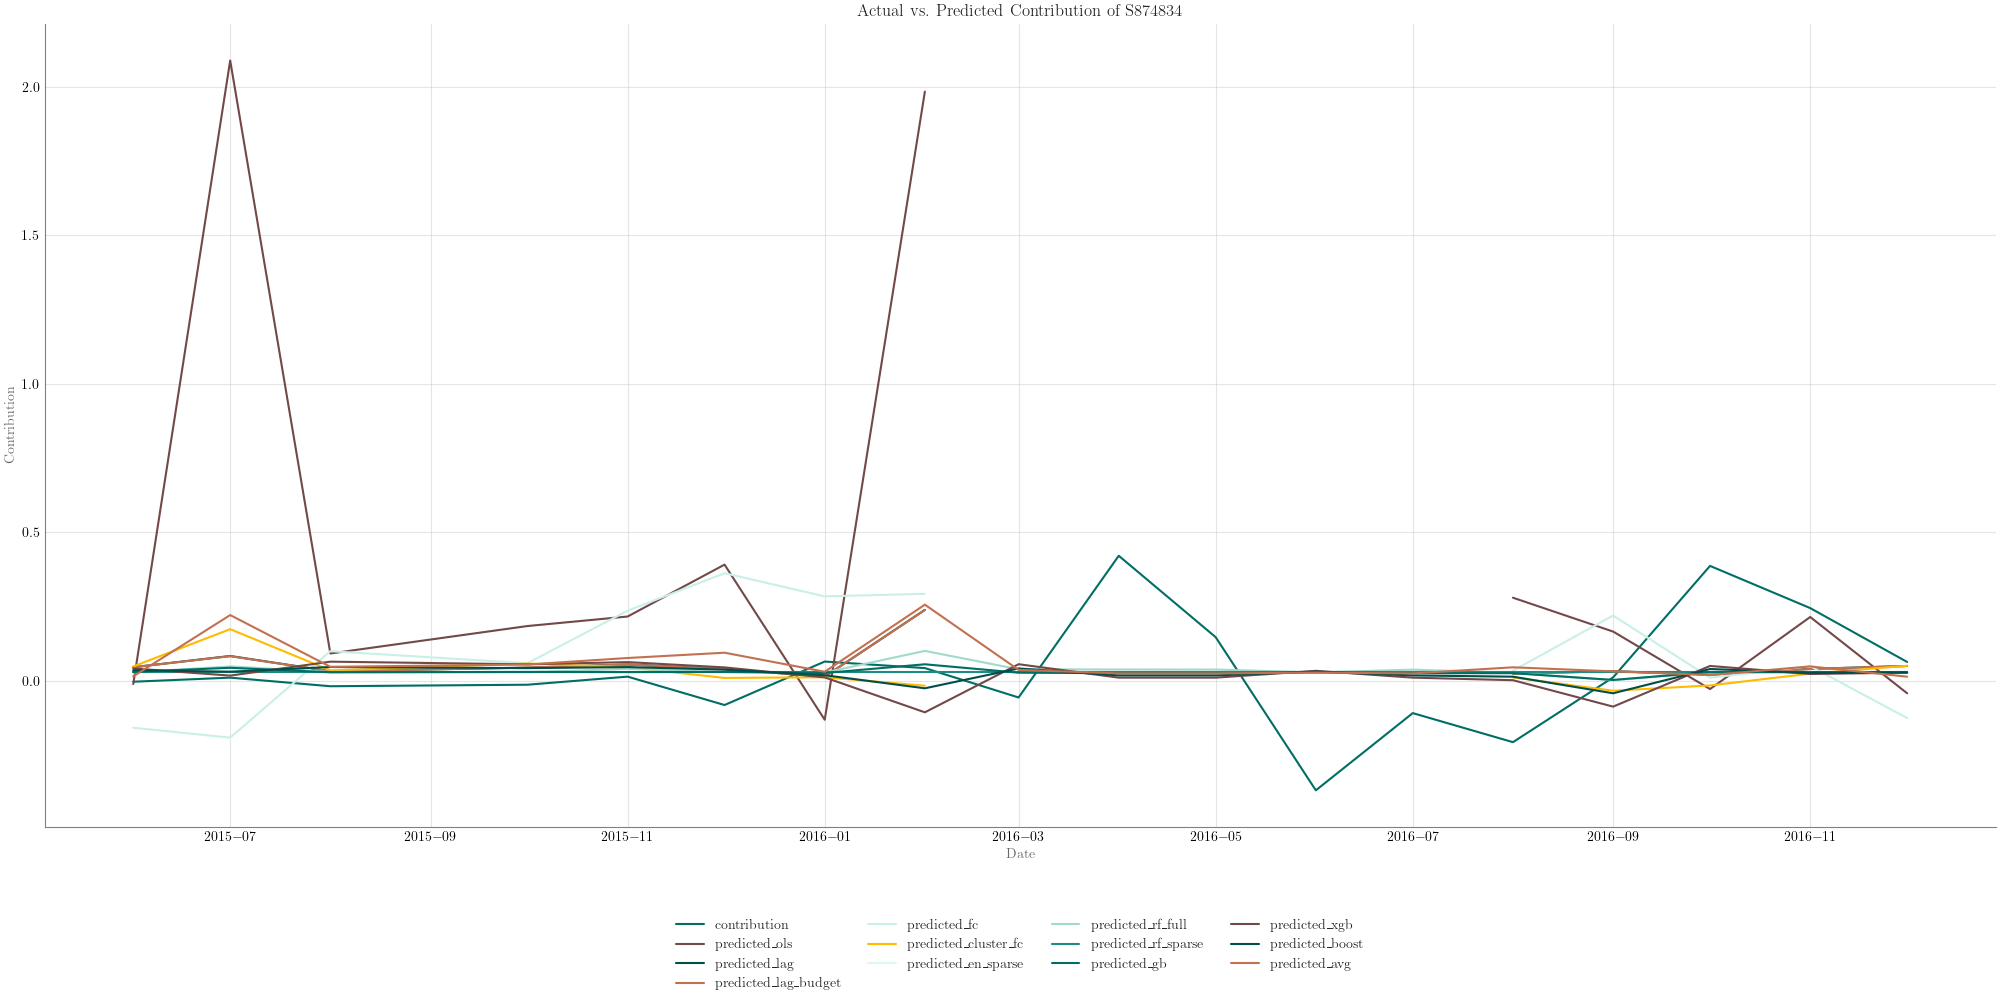 Actual vs. Predicted Contribution of S874834
2.0
1.5
1.0
0.5
0.0
Contribution
2015−07 2015−09 2015−11 2016−01 2016−03 2016−05 2016−07 2016−09 2016−11
Date
contribution predicted_fc predicted_rf_full predicted_xgb
predicted_ols predicted_cluster_fc predicted_rf_sparse predicted_boost
predicted_lag predicted_en_sparse predicted_gb predicted_avg
predicted_lag_budget